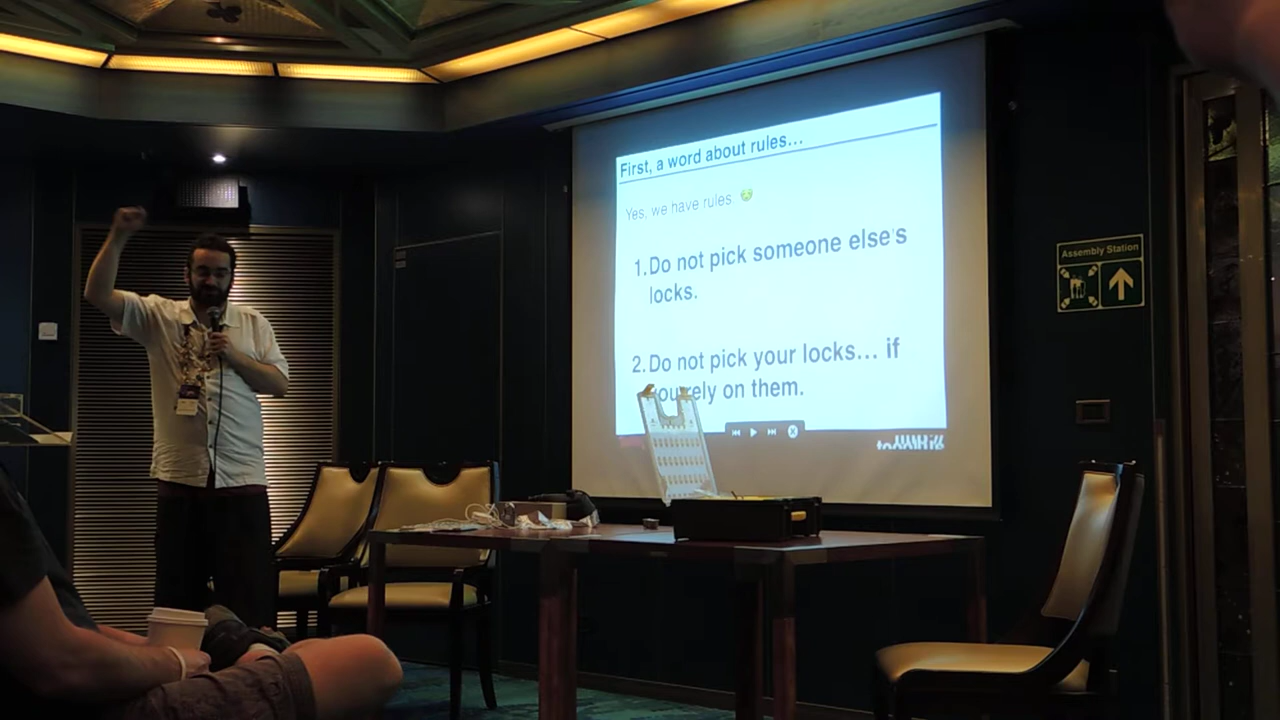 First, a word about rules...
Yes, we have rules.
1. Do not pick someone else's
locks.
2. Do not pick your locks... if
you rely on them.
Assembly Station